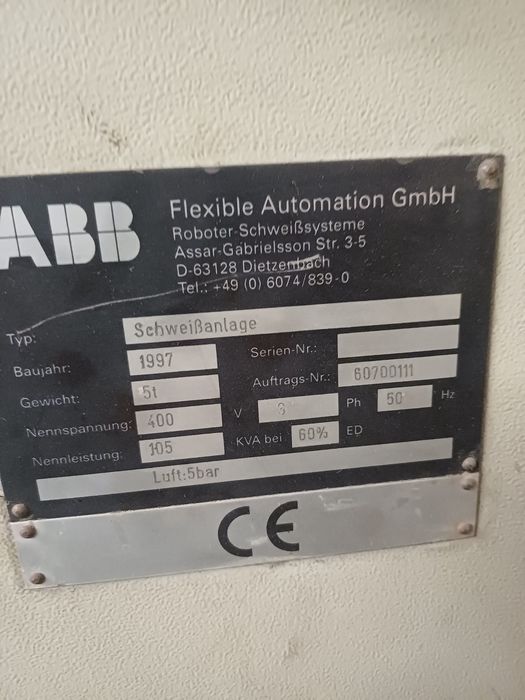 ABB
Flexible Automation GmbH
Roboter-Schweißsysteme
Assar-Gabrielsson Str. 3-5
D-63128 Dietzenbach
Tel.: +49 (0) 6074/839-0
Typ: Schweißanlage
Baujahr: 1997 Serien-Nr.:
Gewicht: 5t Auftrags-Nr.: 60700111
Nennspannung: 400 V 3 Ph 50 Hz
Nennleistung: 105 KVA bei 60% ED
Luft:5bar
CE